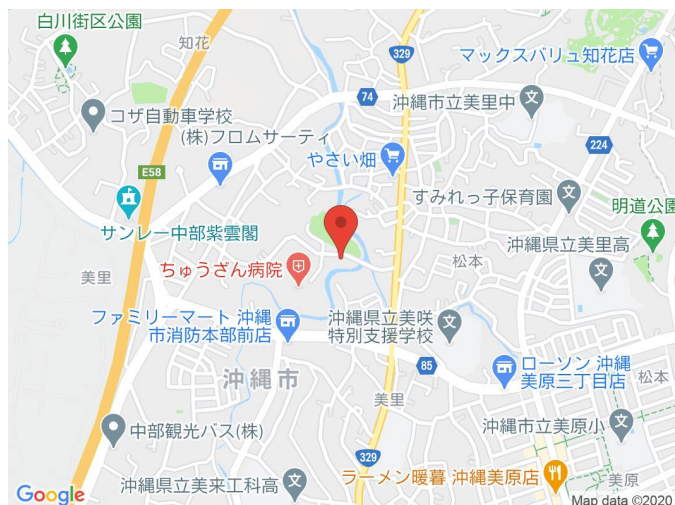 白川街区公園
知花
329
マックスバリュ知花店
コザ自動車学校
74
沖縄市立美里中
(株)フロムサーティ
やさい畑
224
E58
すみれっ子保育園
明道公園
サンレー中部紫雲閣
沖縄県立美里高
松本
美里
ちゅうざん病院
ファミリーマート 沖縄
市消防本部前店
沖縄県立美咲
特別支援学校
沖縄市
85
ローソン 沖縄
美原三丁目店
松本
美里
中部観光バス(株)
沖縄市立美原小
329
ラーメン暖暮 沖縄美原店
美原
沖縄県立美来工科高
Google
Map data ©2020